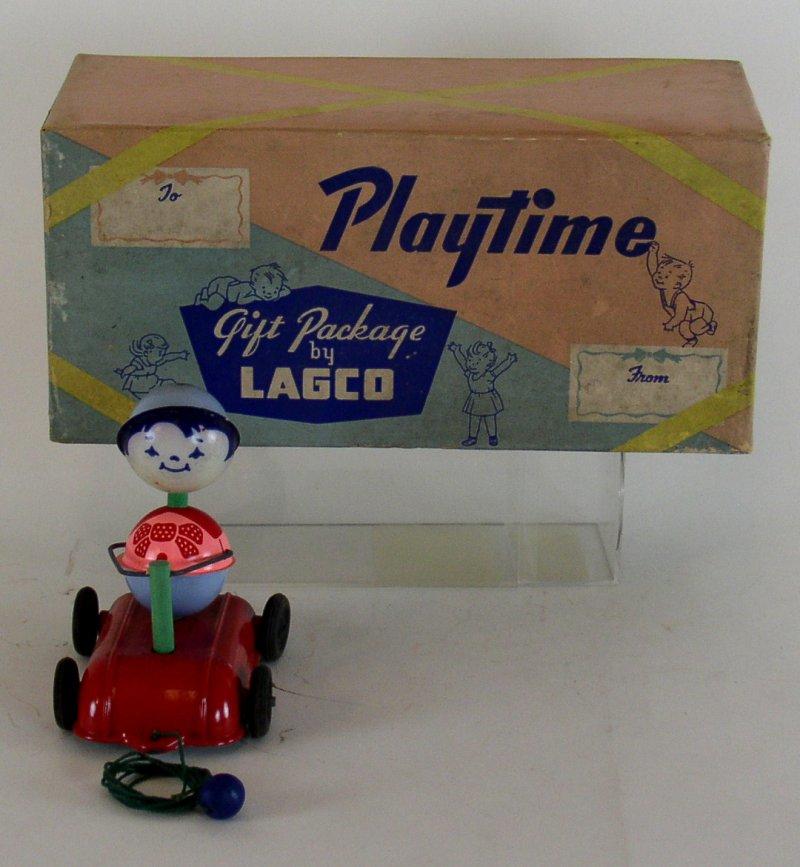 To
Playtime
Gift Package
by
LAGCO
From